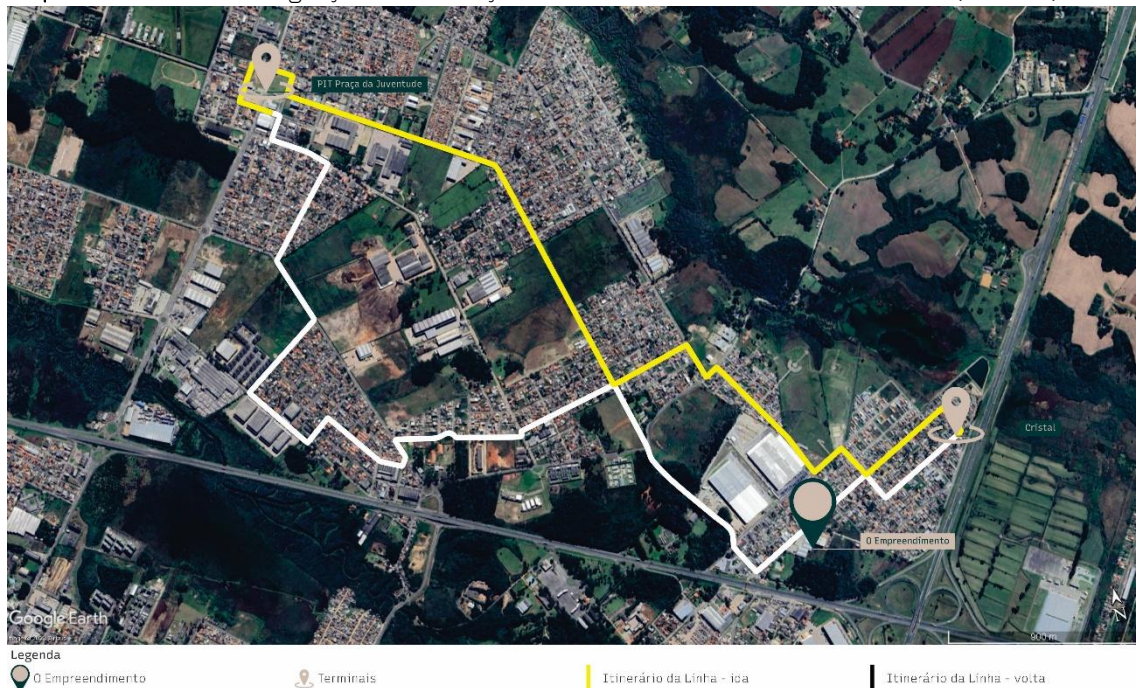 PIT Praça da Juventude
Cristal
O Empreendimento
Google Earth
900 m
Legenda
O Empreendimento
Terminais
Itinerário da Linha - ida
Itinerário da Linha - volta